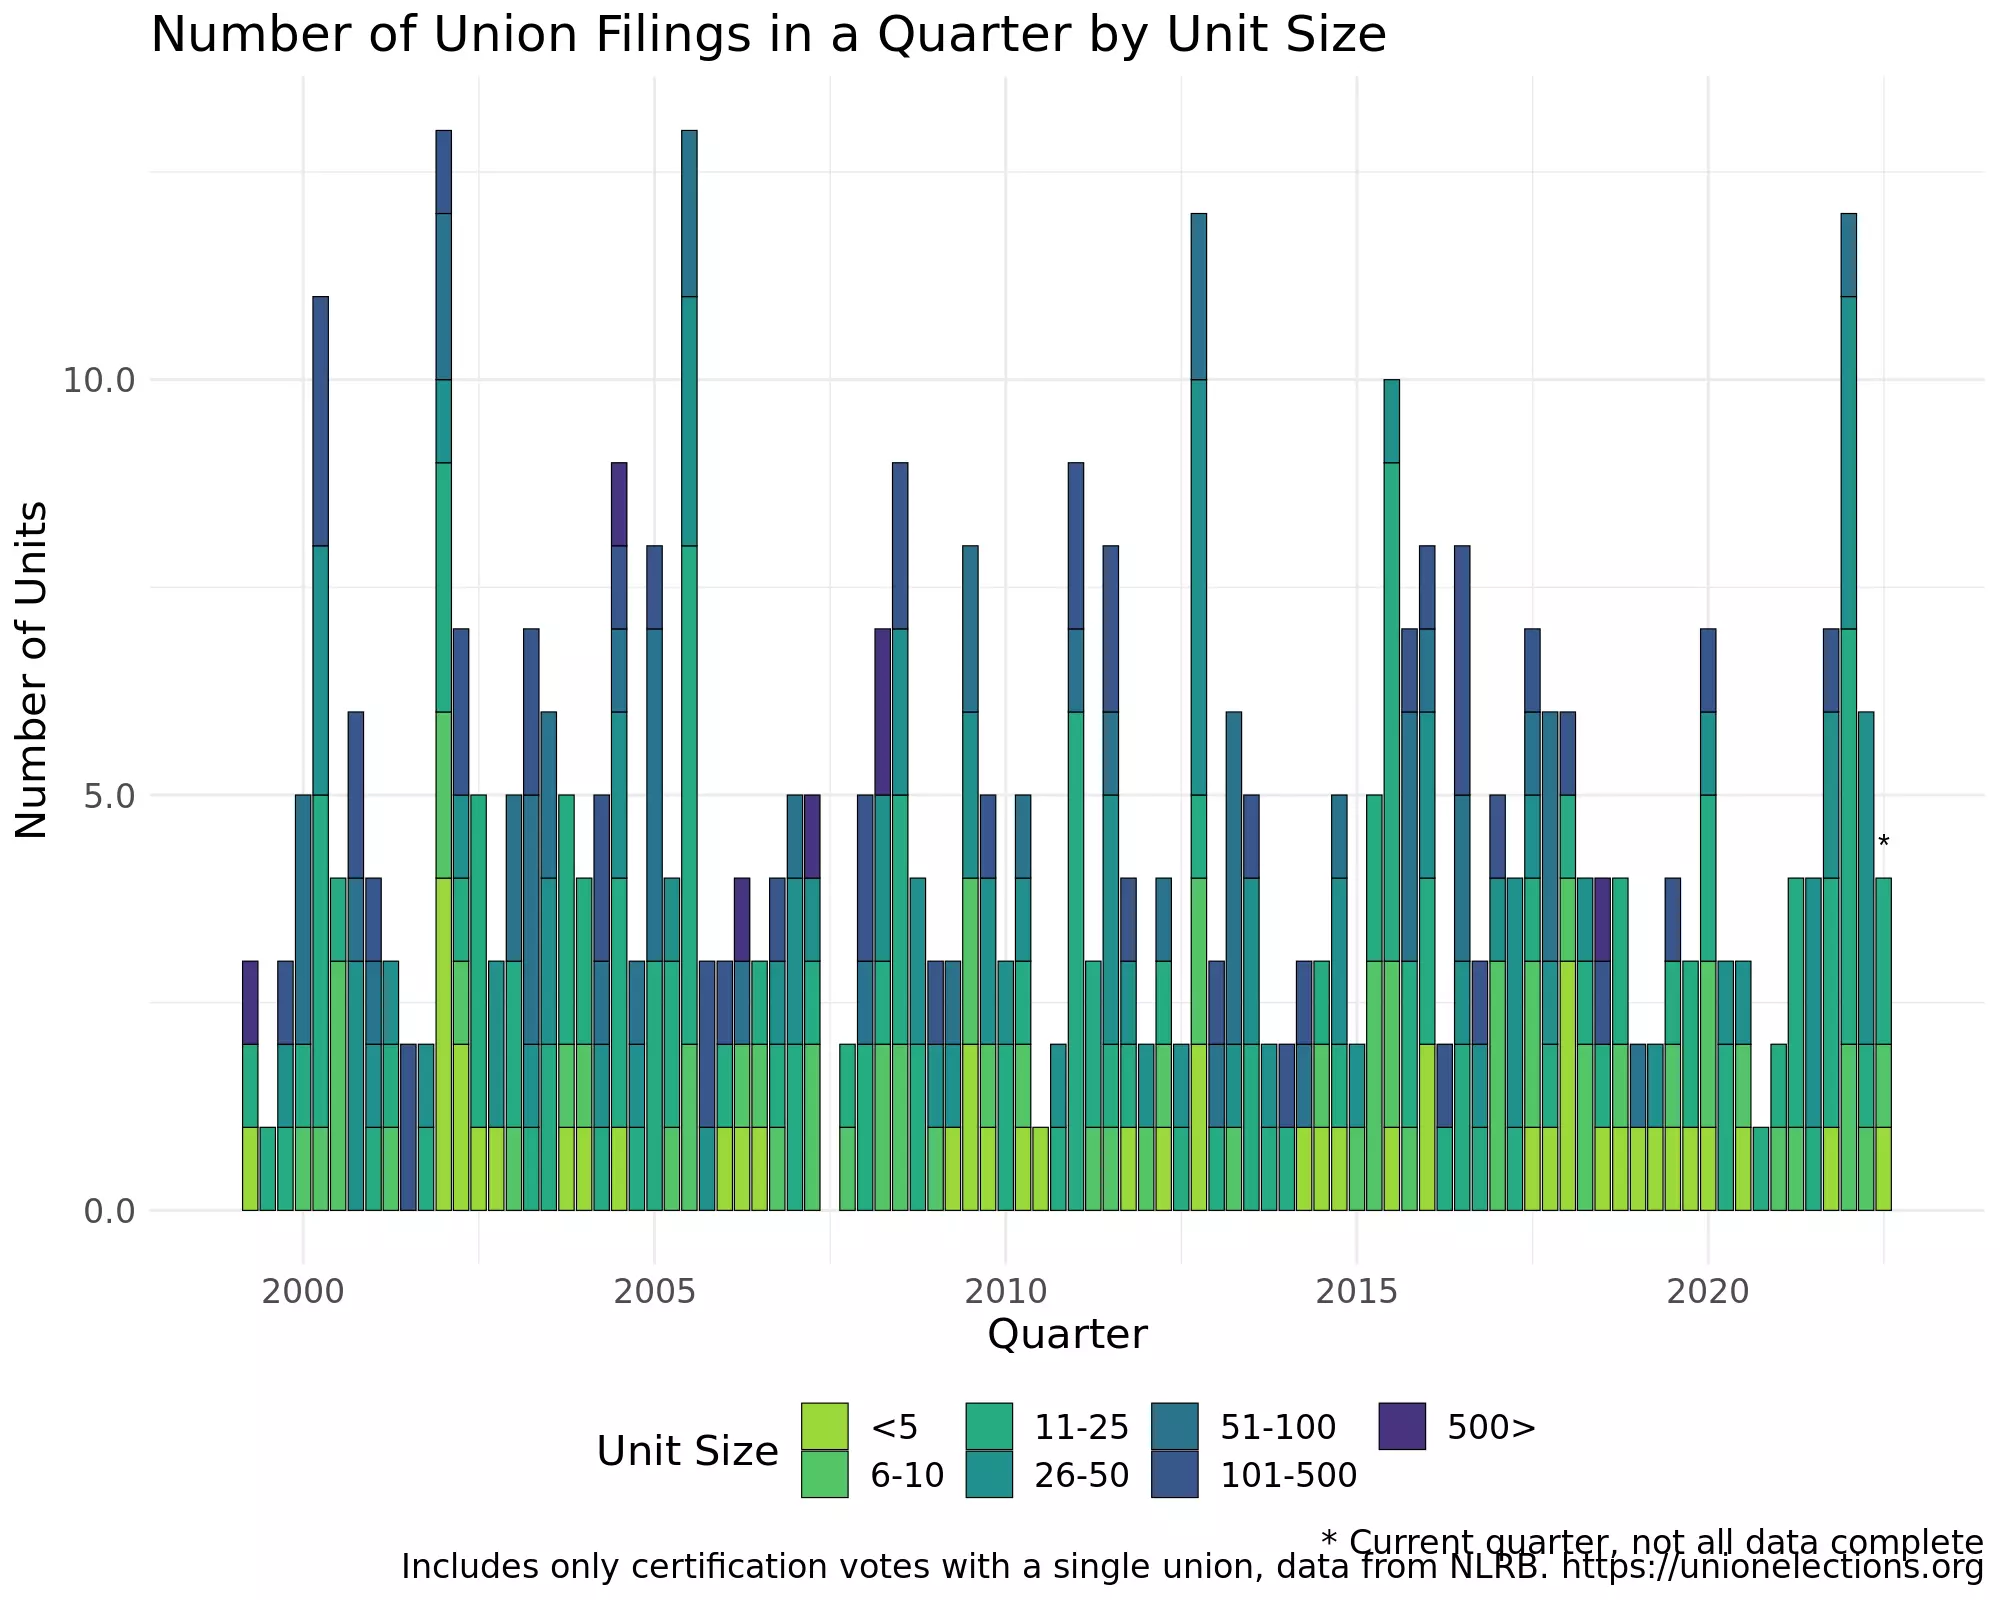 Number of Union Filings in a Quarter by Unit Size
Number of Units
10.0
5.0
0.0
*
2000 2005 2010 2015 2020
Quarter
Unit Size
<5 11-25 51-100 500>
6-10 26-50 101-500
* Current quarter, not all data complete
Includes only certification votes with a single union, data from NLRB. https://unionelections.org